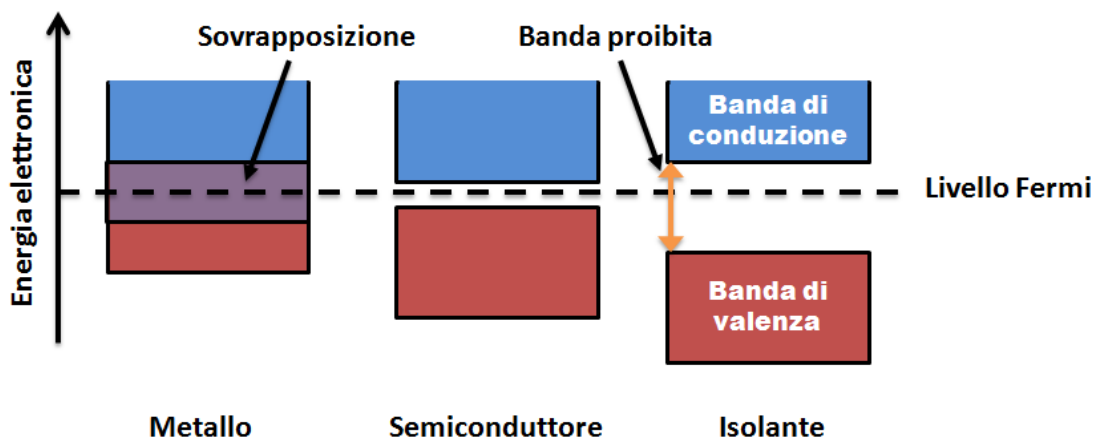 Sovrapposizione
Banda proibita
Energia elettronica
Banda di
conduzione
Livello Fermi
Banda di
valenza
Metallo
Semiconduttore
Isolante